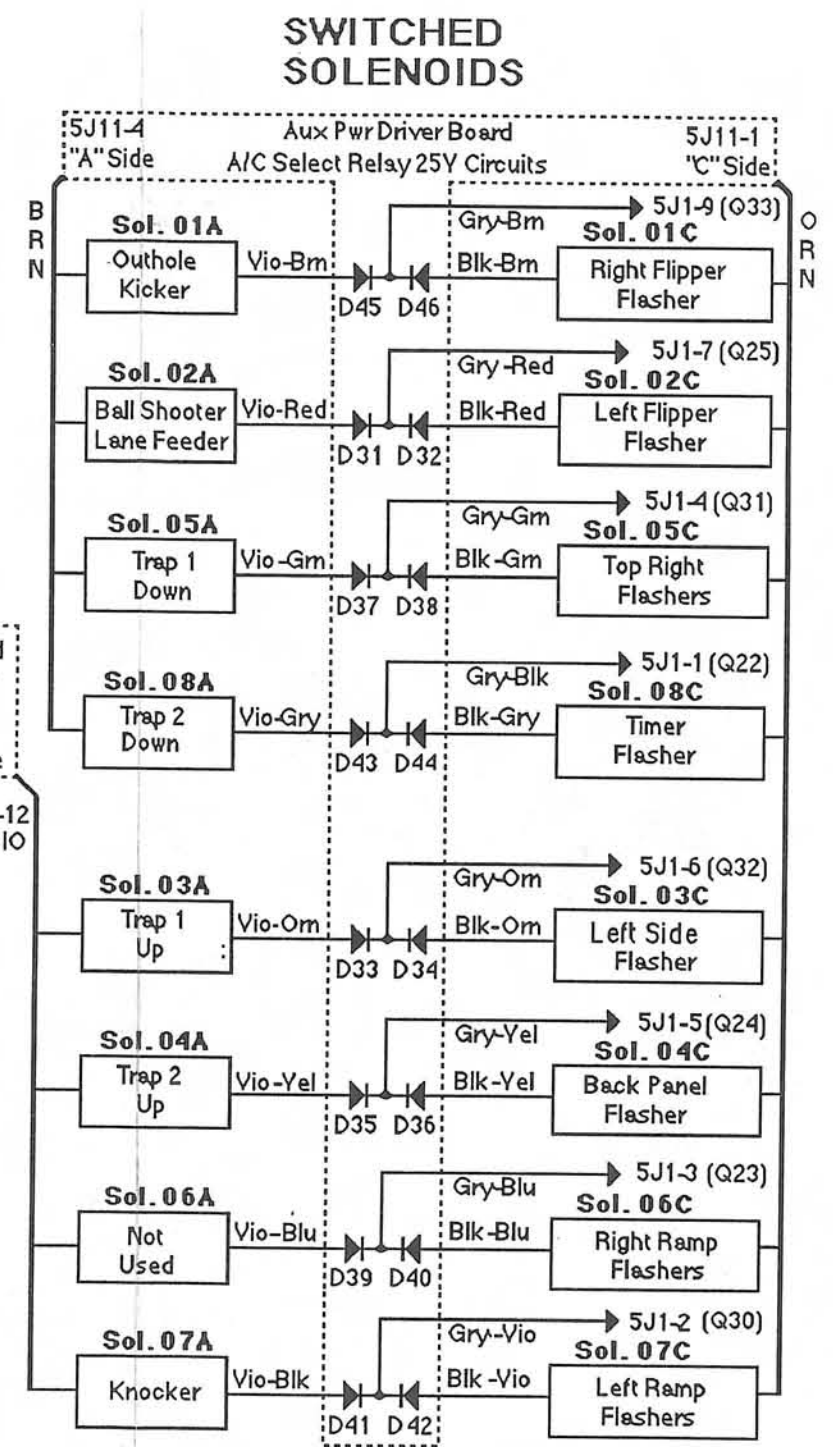 SWITCHED
SOLENOIDS
5J11-4 Aux Pwr Driver Board 5J11-1
"A" Side A/C Select Relay 25Y Circuits "C" Side
BRN
ORN
Sol. 01A Gry-Brn 5J1-9 (Q33)
Sol. 01C
Outhole Vio-Brn Blk-Brn Right Flipper
Kicker Flasher
D45 D46
Sol. 02A Gry-Red 5J1-7 (Q25)
Sol. 02C
Ball Shooter Vio-Red Blk-Red Left Flipper
Lane Feeder Flasher
D31 D32
Sol. 05A Gry-Grn 5J1-4 (Q31)
Sol. 05C
Trap 1 Vio-Grn Blk-Grn Top Right
Down Flashers
D37 D38
Sol. 08A Gry-Blk 5J1-1 (Q22)
Sol. 08C
Trap 2 Vio-Gry Blk-Gry Timer
Down Flasher
D43 D44
-12
10
Sol. 03A Gry-Orn 5J1-6 (Q32)
Sol. 03C
Trap 1 Vio-Orn Blk-Orn Left Side
Up Flasher
D33 D34
Sol. 04A Gry-Yel 5J1-5 (Q24)
Sol. 04C
Trap 2 Vio-Yel Blk-Yel Back Panel
Up Flasher
D35 D36
Sol. 06A Gry-Blu 5J1-3 (Q23)
Sol. 06C
Not Vio-Blu Blk-Blu Right Ramp
Used Flashers
D39 D40
Sol. 07A Gry-Vio 5J1-2 (Q30)
Sol. 07C
Knocker Vio-Blk Blk-Vio Left Ramp
Flashers
D41 D42